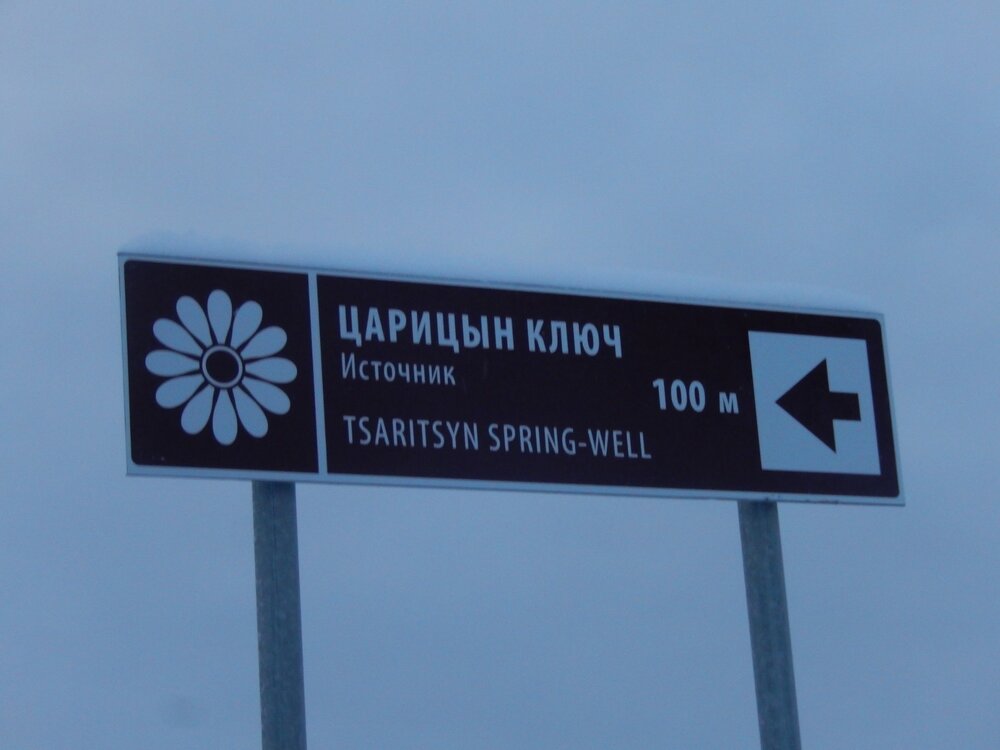 ЦАРИЦЫН КЛЮЧ
Источник
100 м
TSARITSYN SPRING-WELL